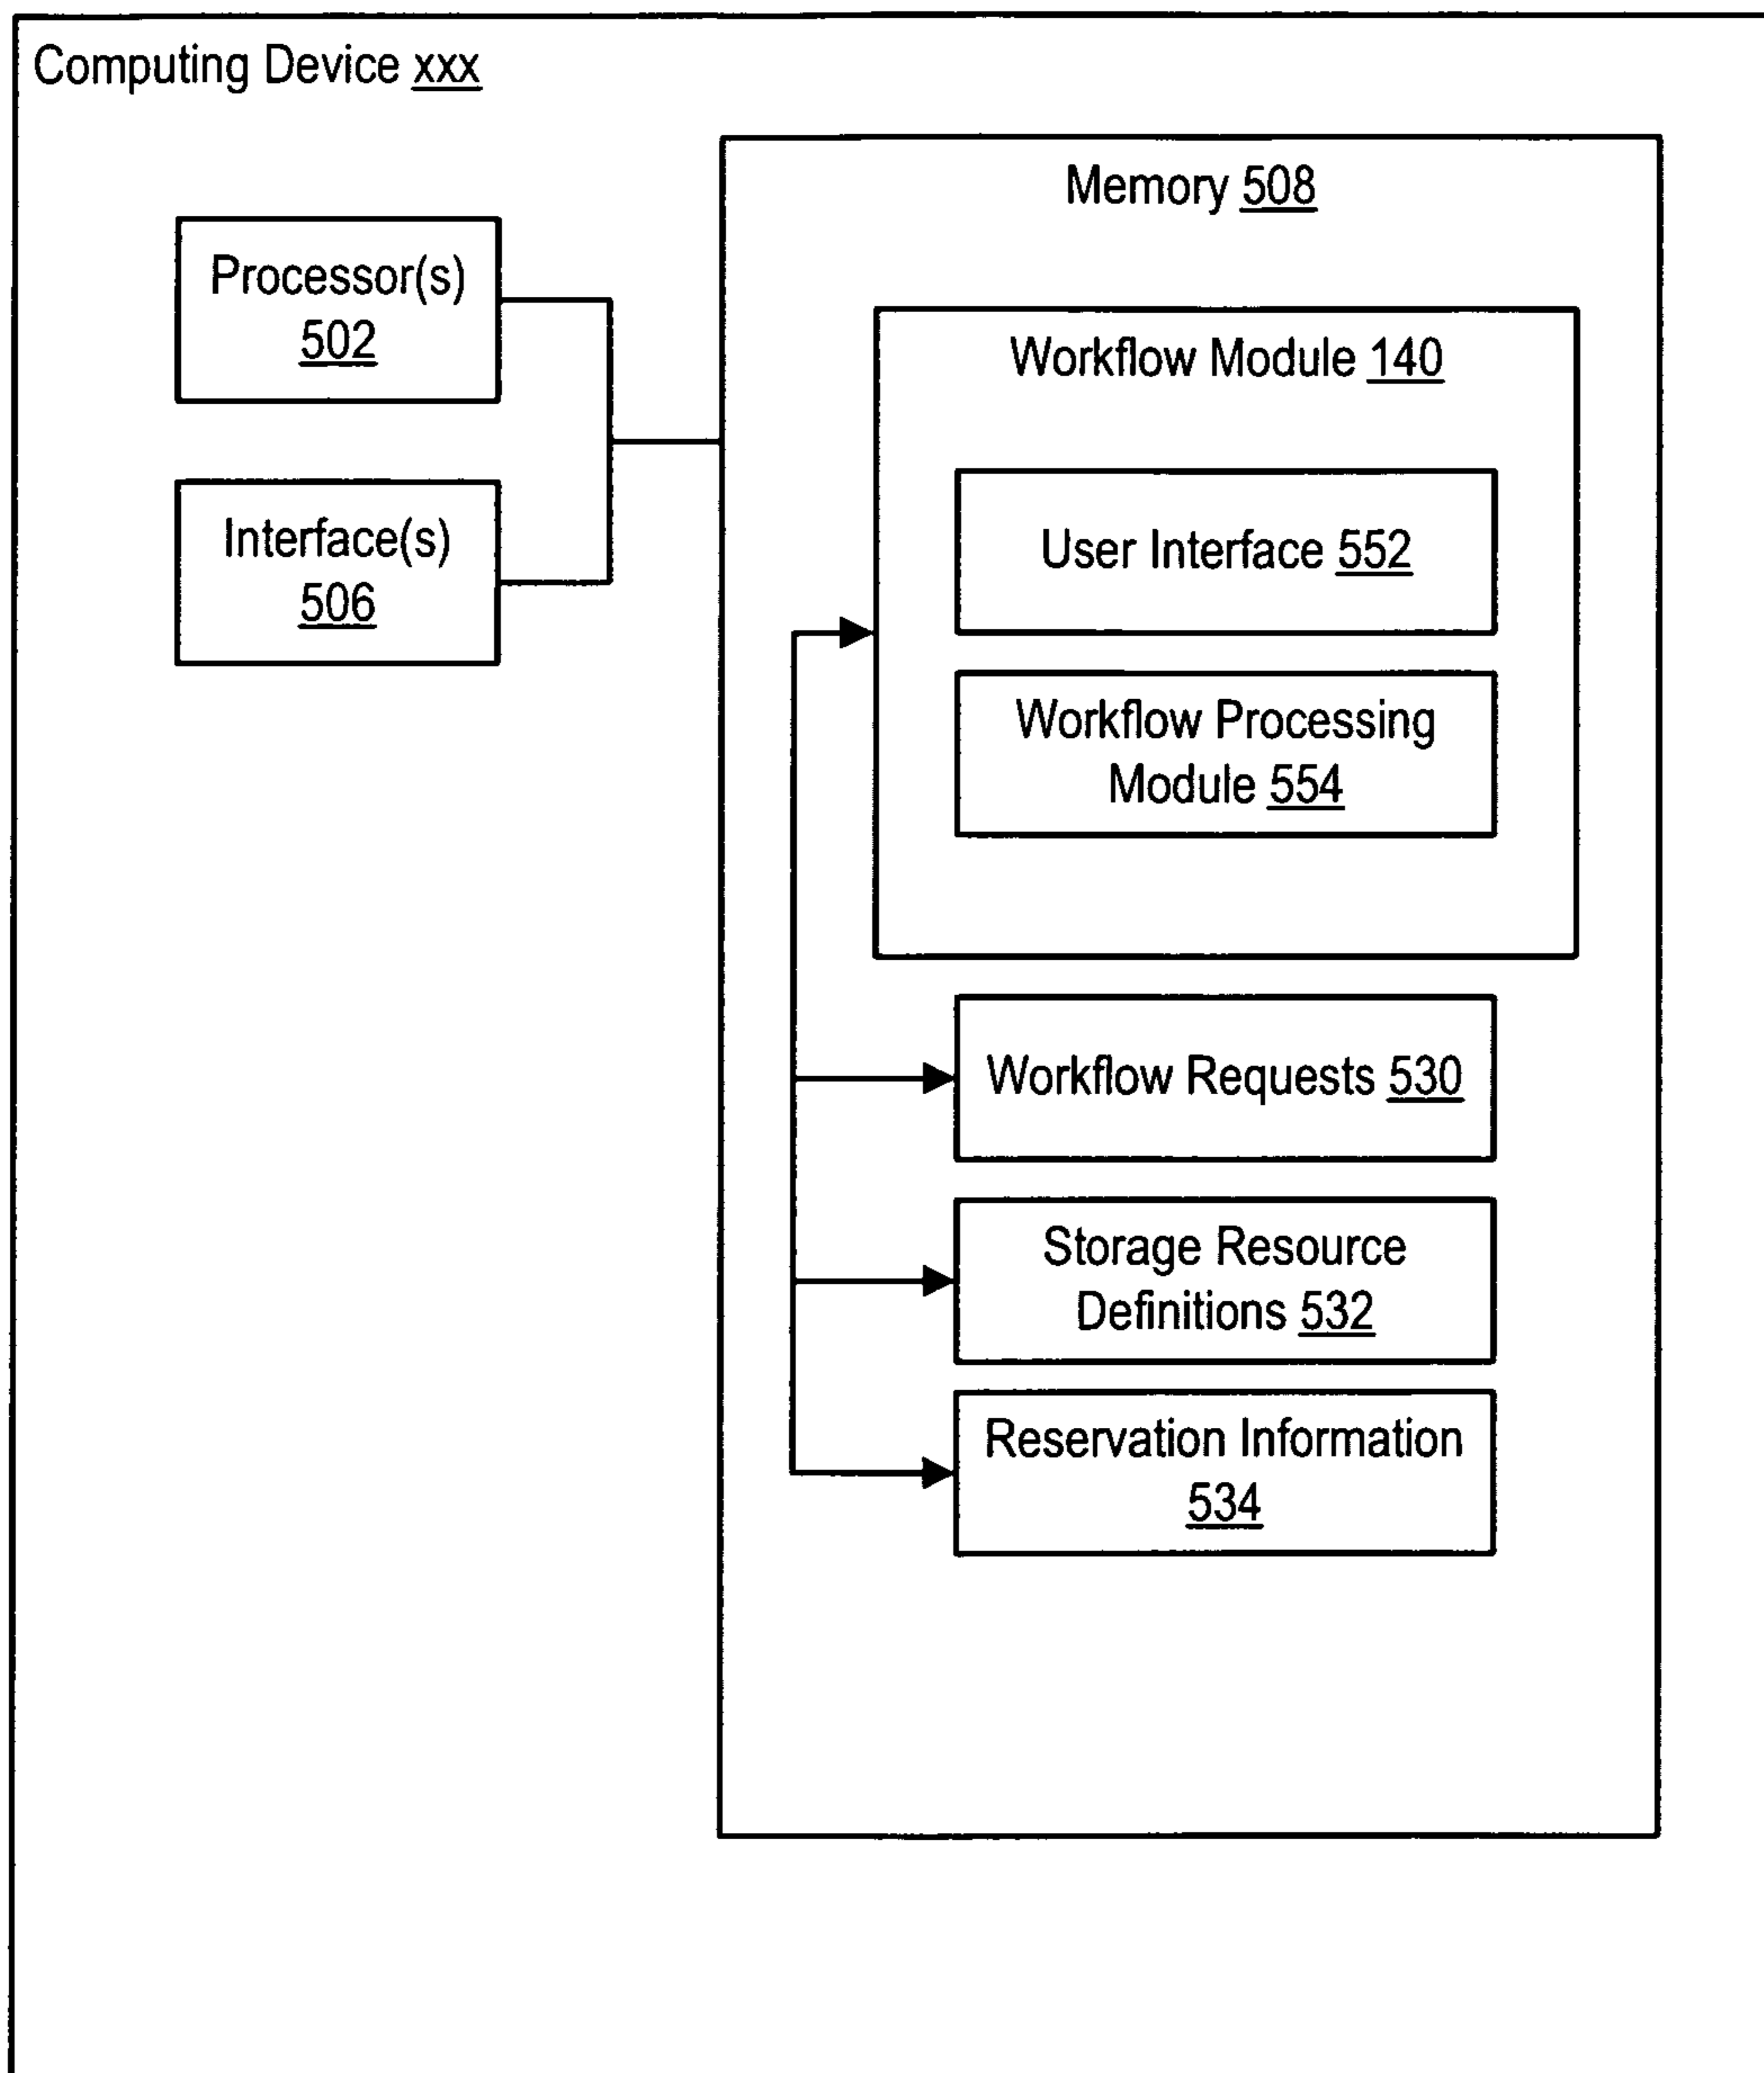 Computing Device xxx
Memory 508
Processor(s)
502
Interface(s)
506
Workflow Module 140
User Interface 552
Workflow Processing
Module 554
Workflow Requests 530
Storage Resource
Definitions 532
Reservation Information
534